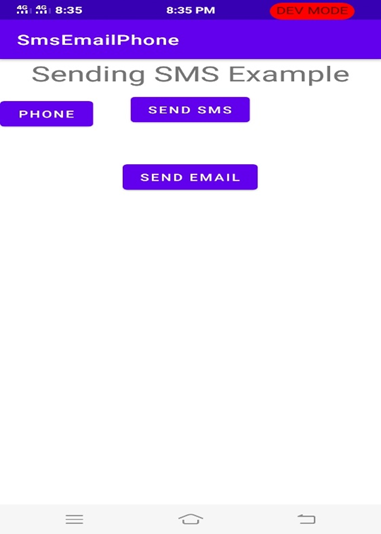 4G 4G 8:35 8:35 PM DEV MODE
SmsEmailPhone
Sending SMS Example
PHONE SEND SMS
SEND EMAIL